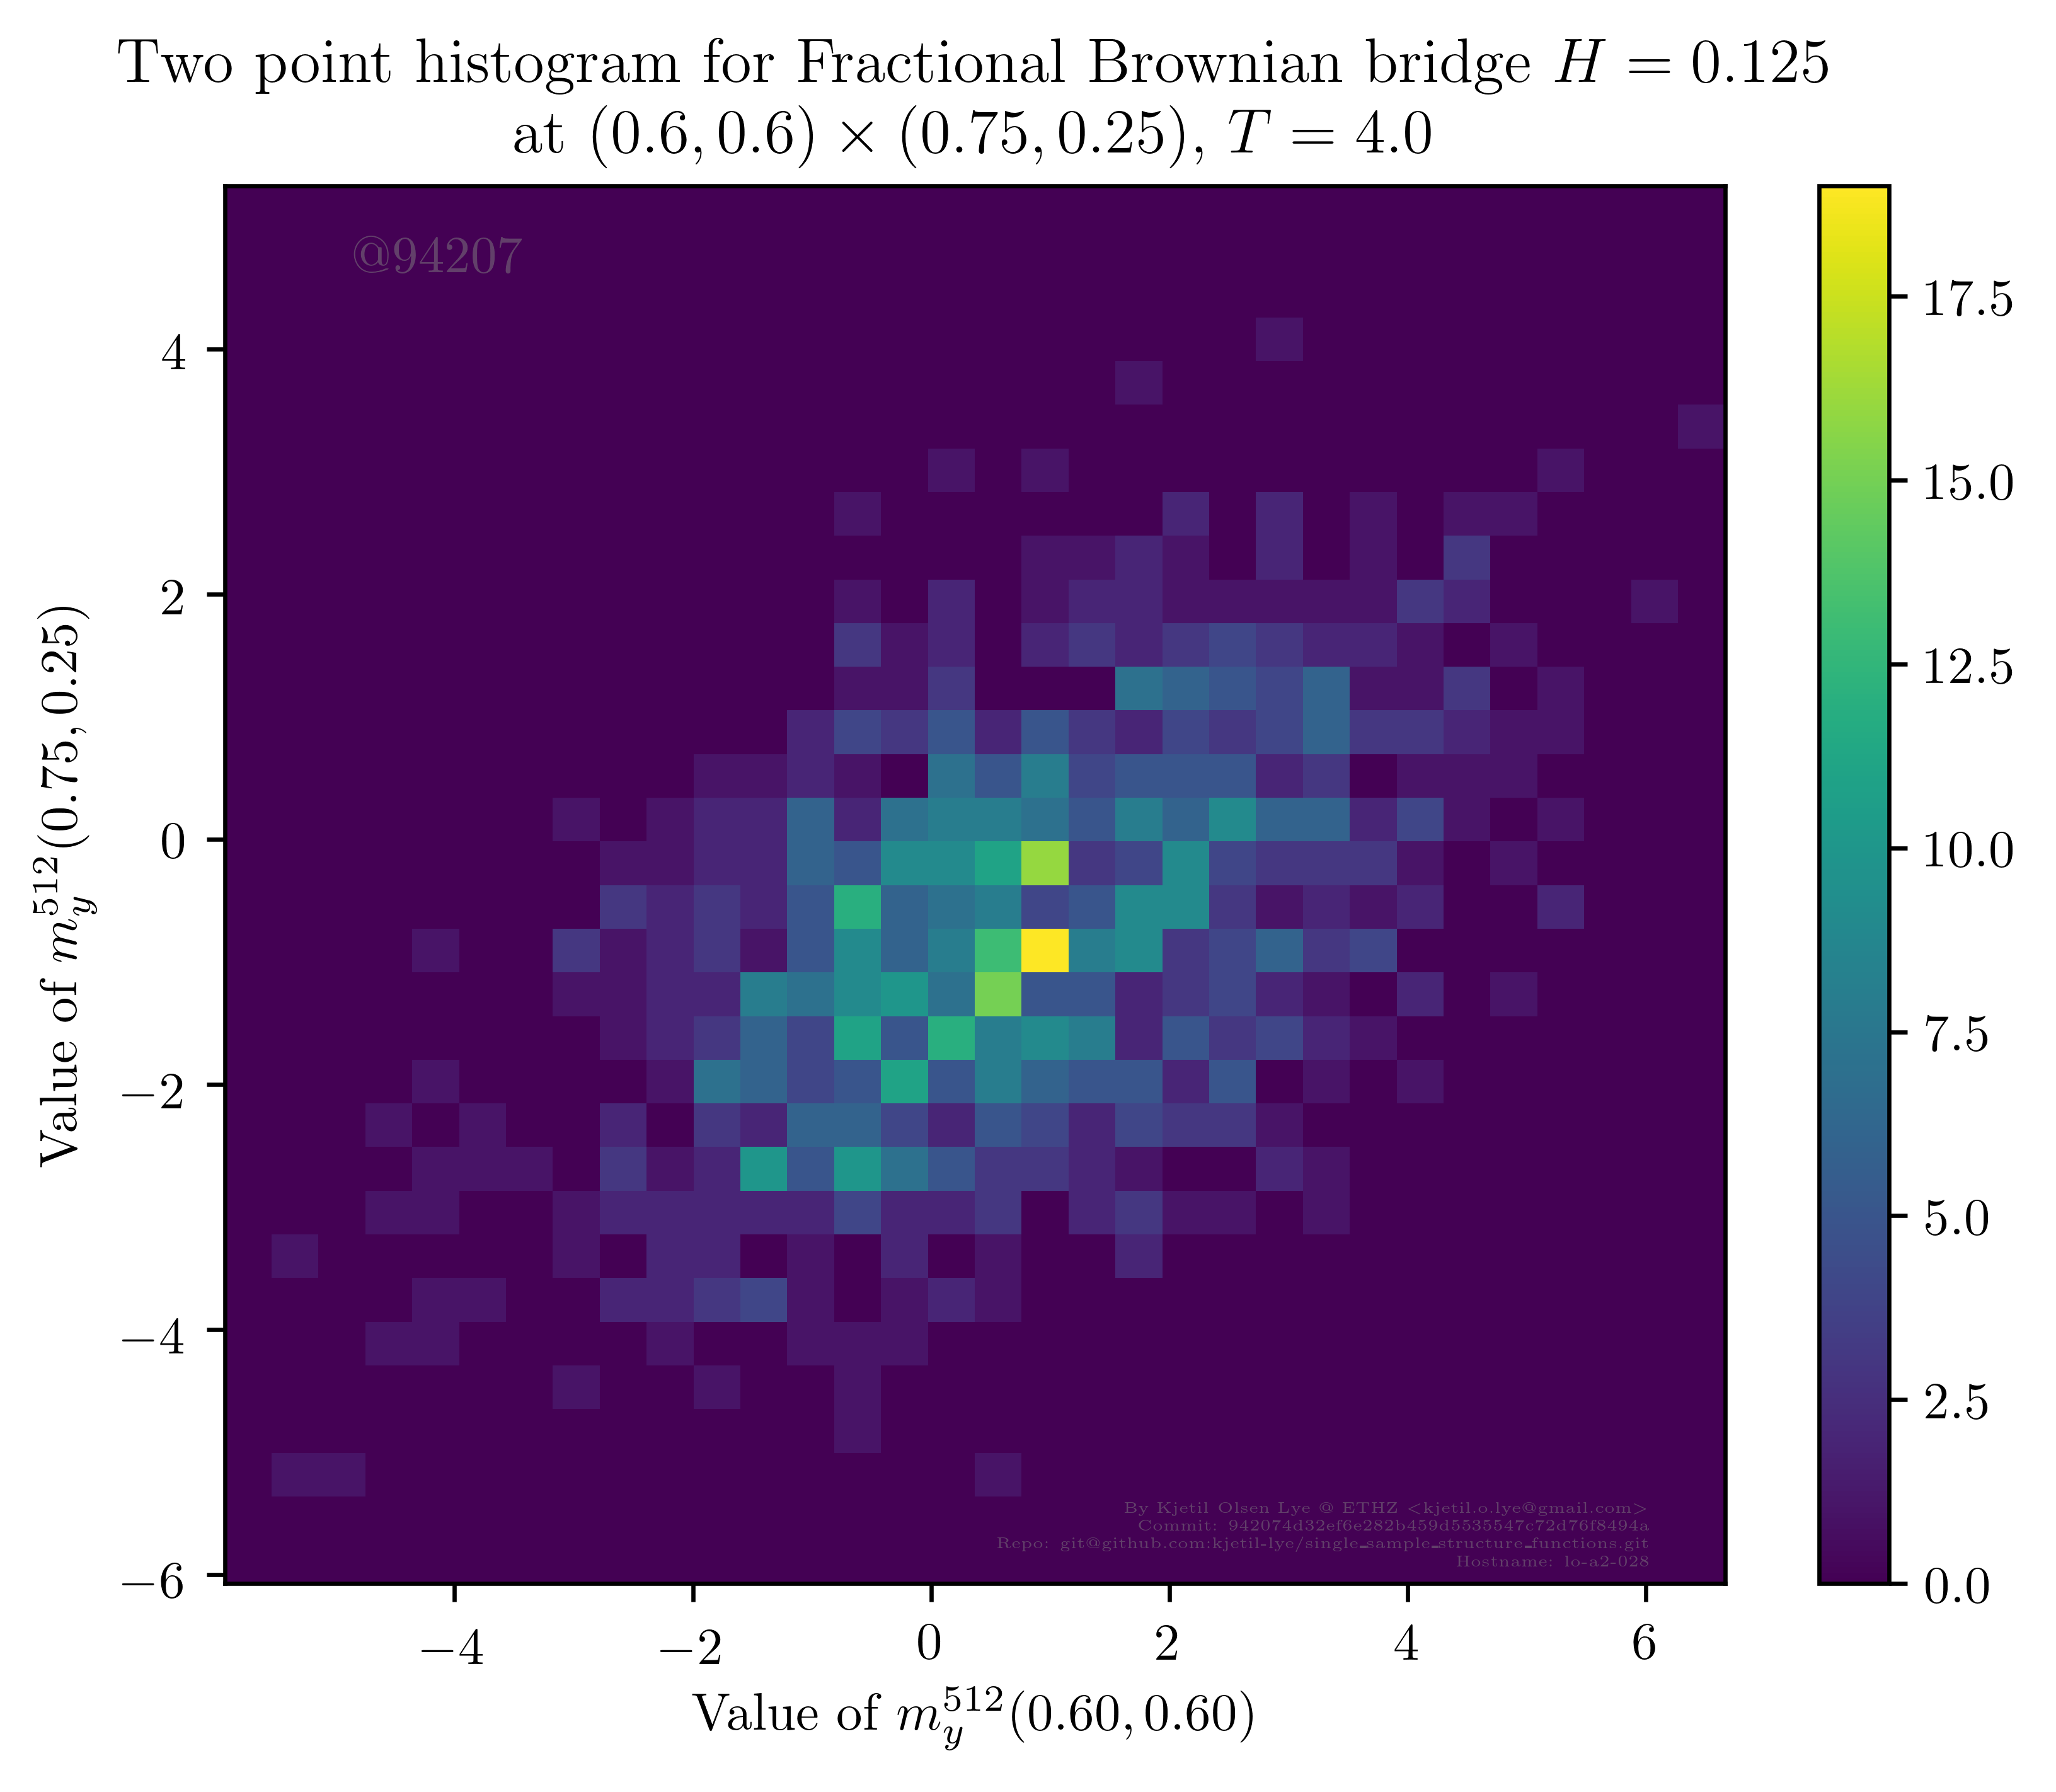 Two point histogram for Fractional Brownian bridge H = 0.125
at (0.6, 0.6) × (0.75, 0.25), T = 4.0
@94207
17.5
15.0
12.5
10.0
7.5
5.0
2.5
0.0
4
2
0
−2
−4
−6
Value of m_y^512(0.75, 0.25)
By Kjetil Olsen Lye @ ETHZ <kjetil.o.lye@gmail.com>
Commit: 942074d32ef6e282b459d5535547c72d76f8494a
Repo: git@github.com:kjetil-lye/single_sample_structure_functions.git
Hostname: lo-a2-028
−4 −2 0 2 4 6
Value of m_y^512(0.60, 0.60)